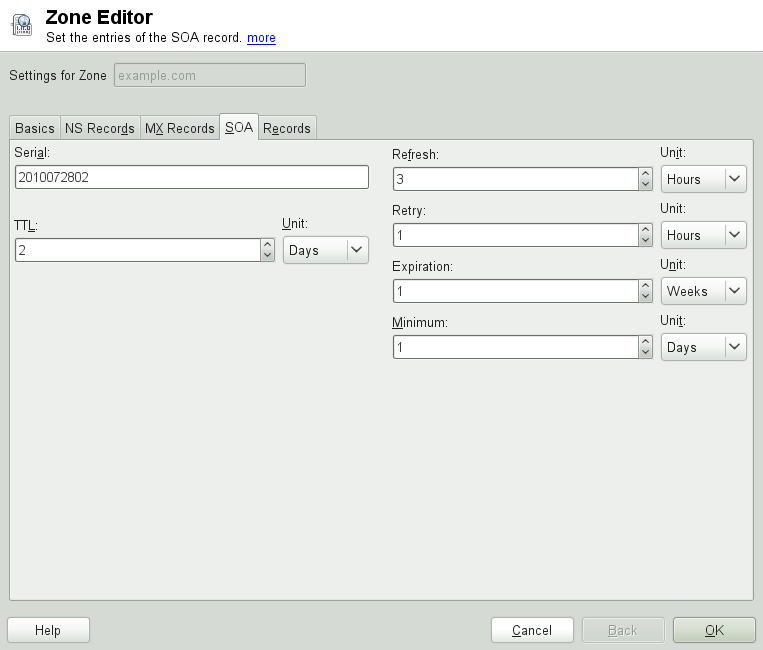 Zone Editor
Set the entries of the SOA record. more
Settings for Zone example.com
Basics NS Records MX Records SOA Records
Serial:
2010072802
TTL: Unit:
2 Days
Refresh: Unit:
3 Hours
Retry: Unit:
1 Hours
Expiration: Unit:
1 Weeks
Minimum: Unit:
1 Days
Help Cancel Back OK